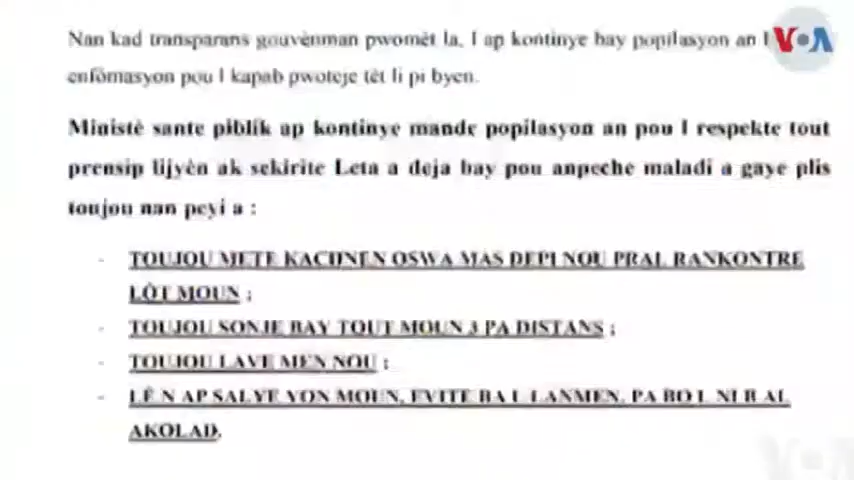 Nan kad transparans gouvènman pwomèt la, l ap kontinye bay popilasyon an l
VOA
enfòmasyon pou l kapab pwoteje tèt li pi byen.
Ministè sante piblik ap kontinye mande popilasyon an pou l respekte tout
prensip lijyèn ak sekirite Leta a deja bay pou anpeche maladi a gaye plis
toujou nan peyi a :
- TOUJOU METE KACHNEN OSWA MAS DEPI NOU PRAL RANKONTRE
LÒT MOUN ;
- TOUJOU SONJE BAY TOUT MOUN 3 PA DISTANS ;
- TOUJOU LAVE MEN NOU ;
- LÈ N AP SALYE YON MOUN, EVITE BA L LANMEN, PA BO L NI B AL
AKOLAD.
VOA